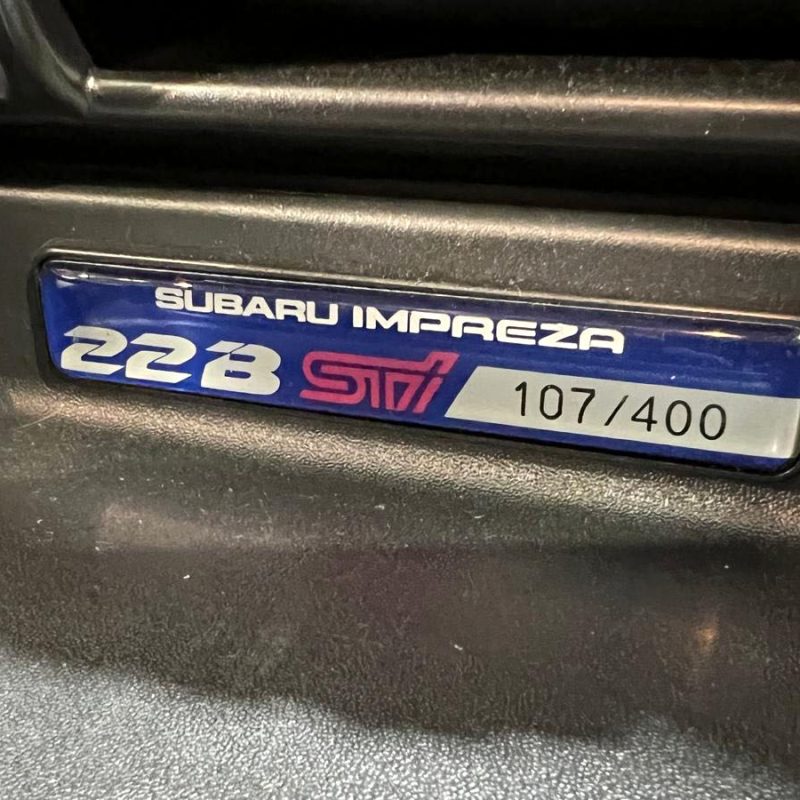 SUBARU IMPREZA
22B STi 107/400